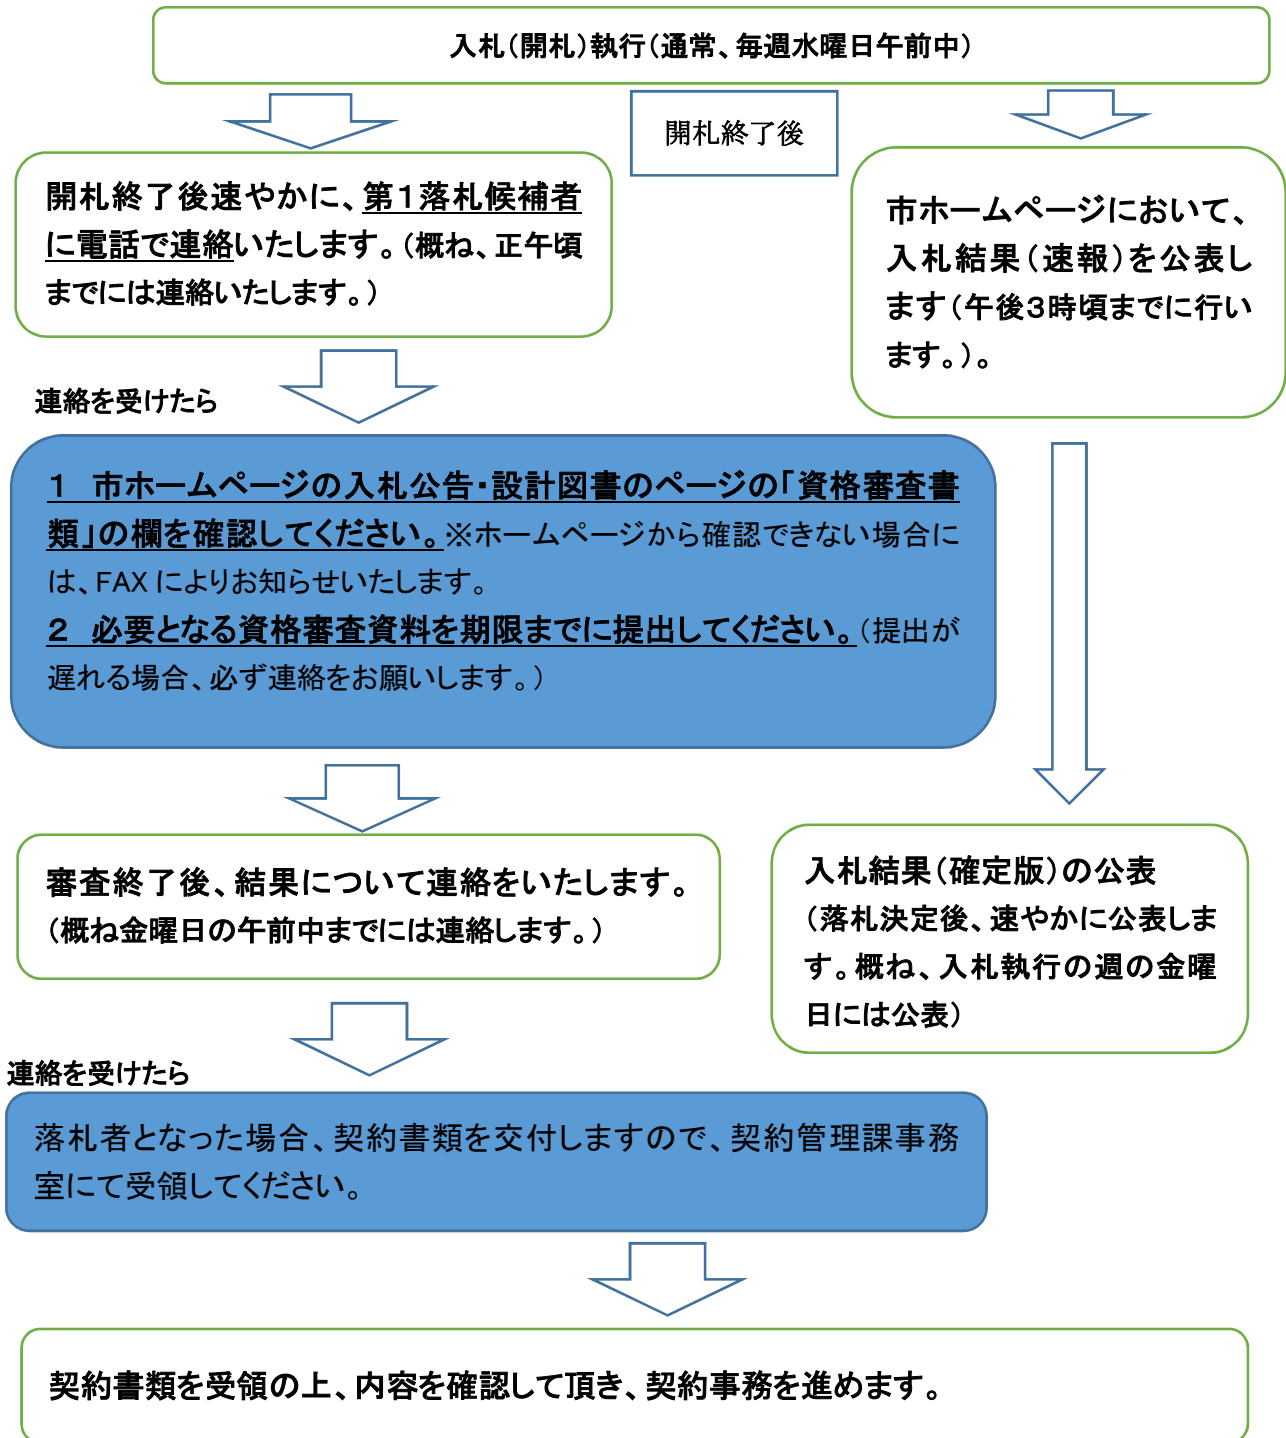 入札（開札）執行（通常、毎週水曜日午前中）
開札終了後
開札終了後速やかに、第１落札候補者
に電話で連絡いたします。（概ね、正午頃
までには連絡いたします。）
市ホームページにおいて、
入札結果（速報）を公表し
ます（午後３時頃までに行い
ます。）。
連絡を受けたら
１　市ホームページの入札公告・設計図書のページの「資格審査書
類」の欄を確認してください。※ホームページから確認できない場合に
は、FAX によりお知らせいたします。
２　必要となる資格審査資料を期限までに提出してください。（提出が
遅れる場合、必ず連絡をお願いします。）
審査終了後、結果について連絡をいたします。
（概ね金曜日の午前中までには連絡します。）
入札結果（確定版）の公表
（落札決定後、速やかに公表しま
す。概ね、入札執行の週の金曜
日には公表）
連絡を受けたら
落札者となった場合、契約書類を交付しますので、契約管理課事務
室にて受領してください。
契約書類を受領の上、内容を確認して頂き、契約事務を進めます。